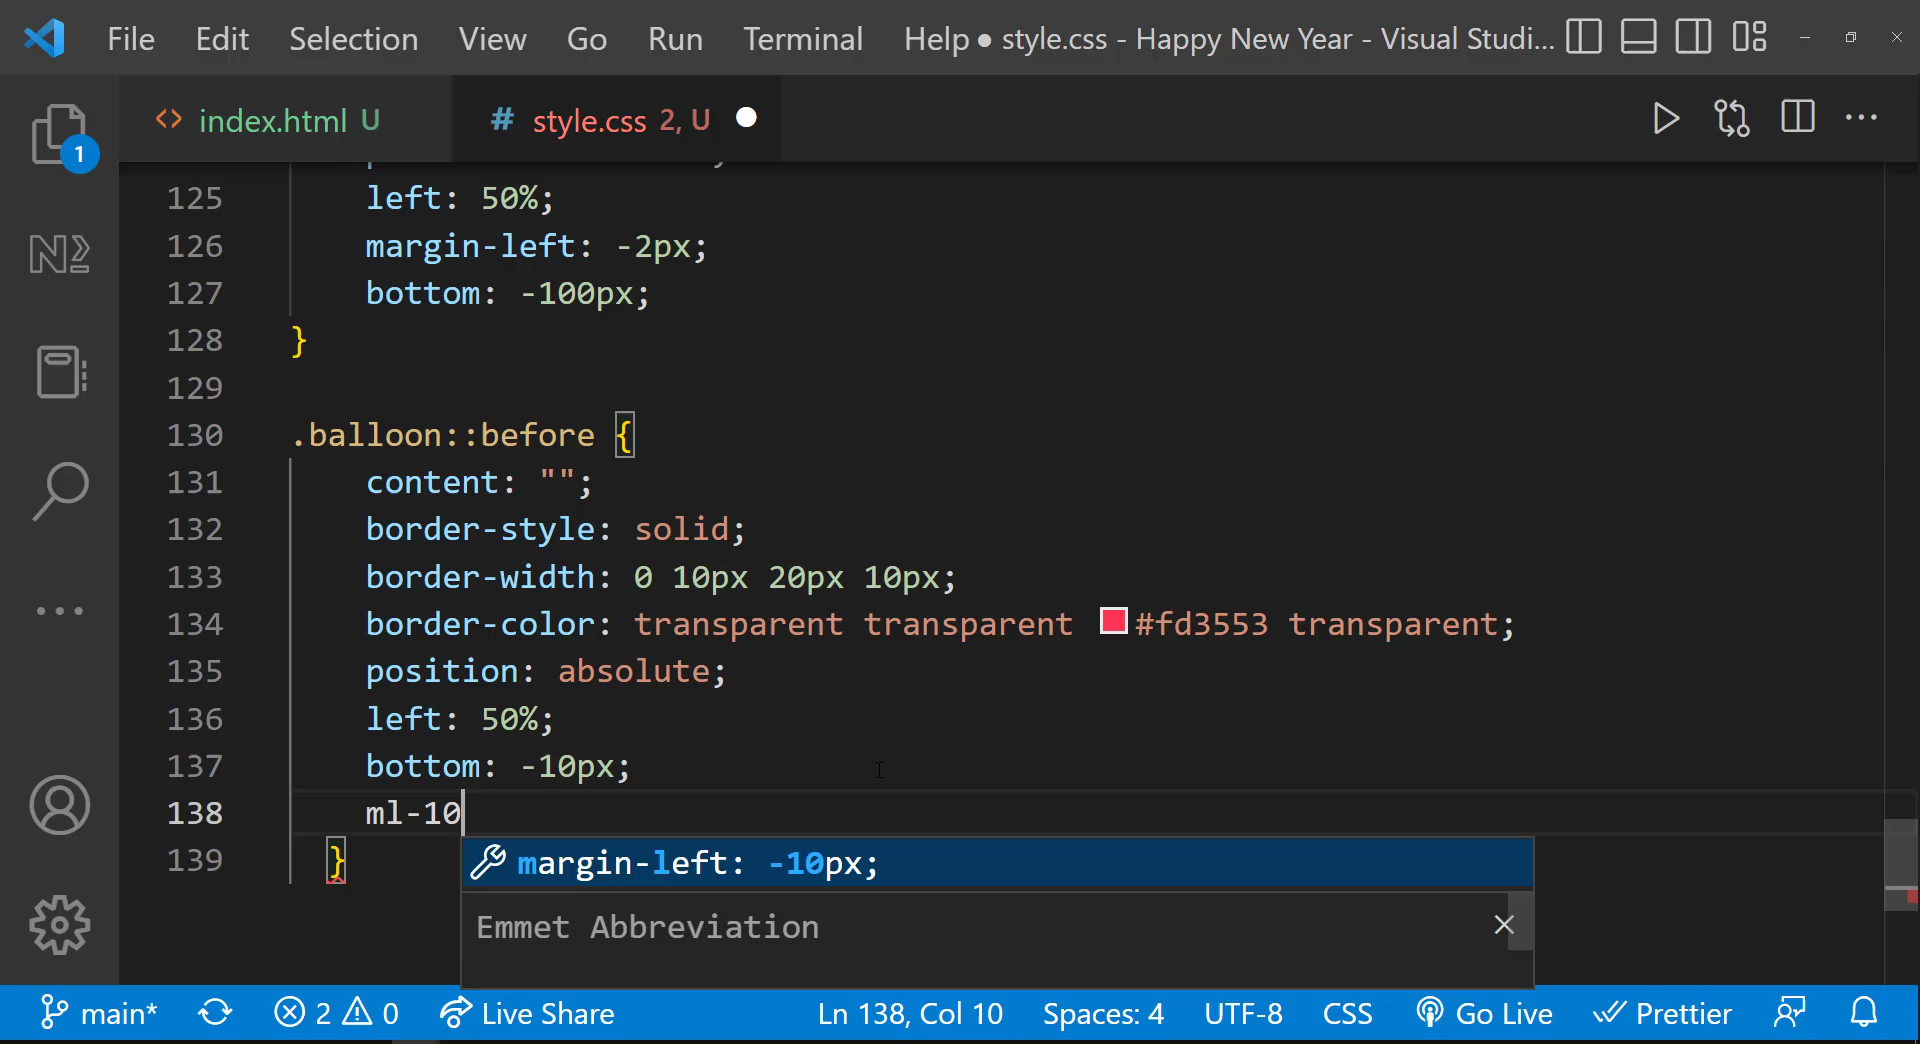 File Edit Selection View Go Run Terminal Help ● style.css - Happy New Year - Visual Studi...
<> index.html U # style.css 2, U ●
1
125 left: 50%;
126 margin-left: -2px;
127 bottom: -100px;
128 }
129
130 .balloon::before {
131 content: "";
132 border-style: solid;
133 border-width: 0 10px 20px 10px;
134 border-color: transparent transparent #fd3553 transparent;
135 position: absolute;
136 left: 50%;
137 bottom: -10px;
138 ml-10
139 }
margin-left: -10px;
Emmet Abbreviation
main* 2 0 Live Share Ln 138, Col 10 Spaces: 4 UTF-8 CSS Go Live Prettier